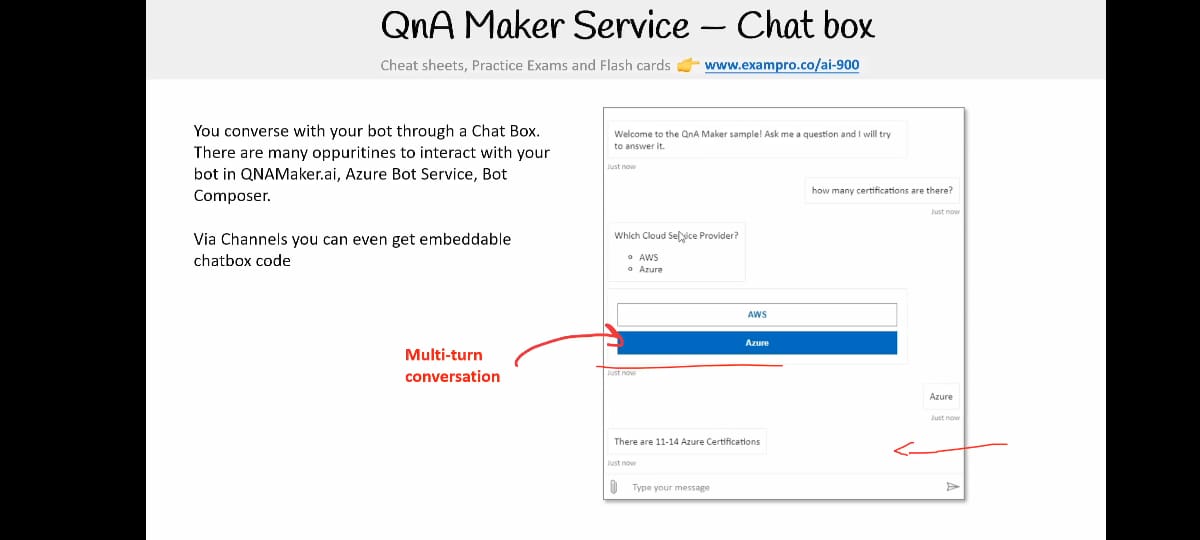 QnA Maker Service – Chat box
Cheat sheets, Practice Exams and Flash cards 👉 www.exampro.co/ai-900
You converse with your bot through a Chat Box.
There are many oppuritines to interact with your
bot in QNAMaker.ai, Azure Bot Service, Bot
Composer.
Via Channels you can even get embeddable
chatbox code
Multi-turn
conversation
Welcome to the QnA Maker sample! Ask me a question and I will try
to answer it.
Just now
how many certifications are there?
Just now
Which Cloud Service Provider?
AWS
Azure
AWS
Azure
Just now
Azure
Just now
There are 11-14 Azure Certifications
Just now
Type your message